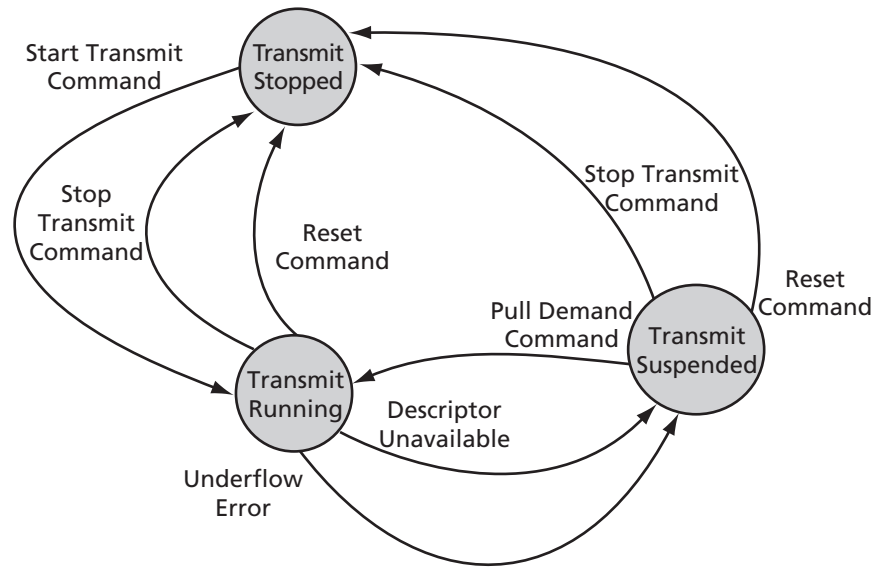 Start Transmit
Command
Transmit
Stopped
Stop
Transmit
Command
Reset
Command
Stop Transmit
Command
Reset
Command
Pull Demand
Command
Transmit
Suspended
Transmit
Running
Descriptor
Unavailable
Underflow
Error